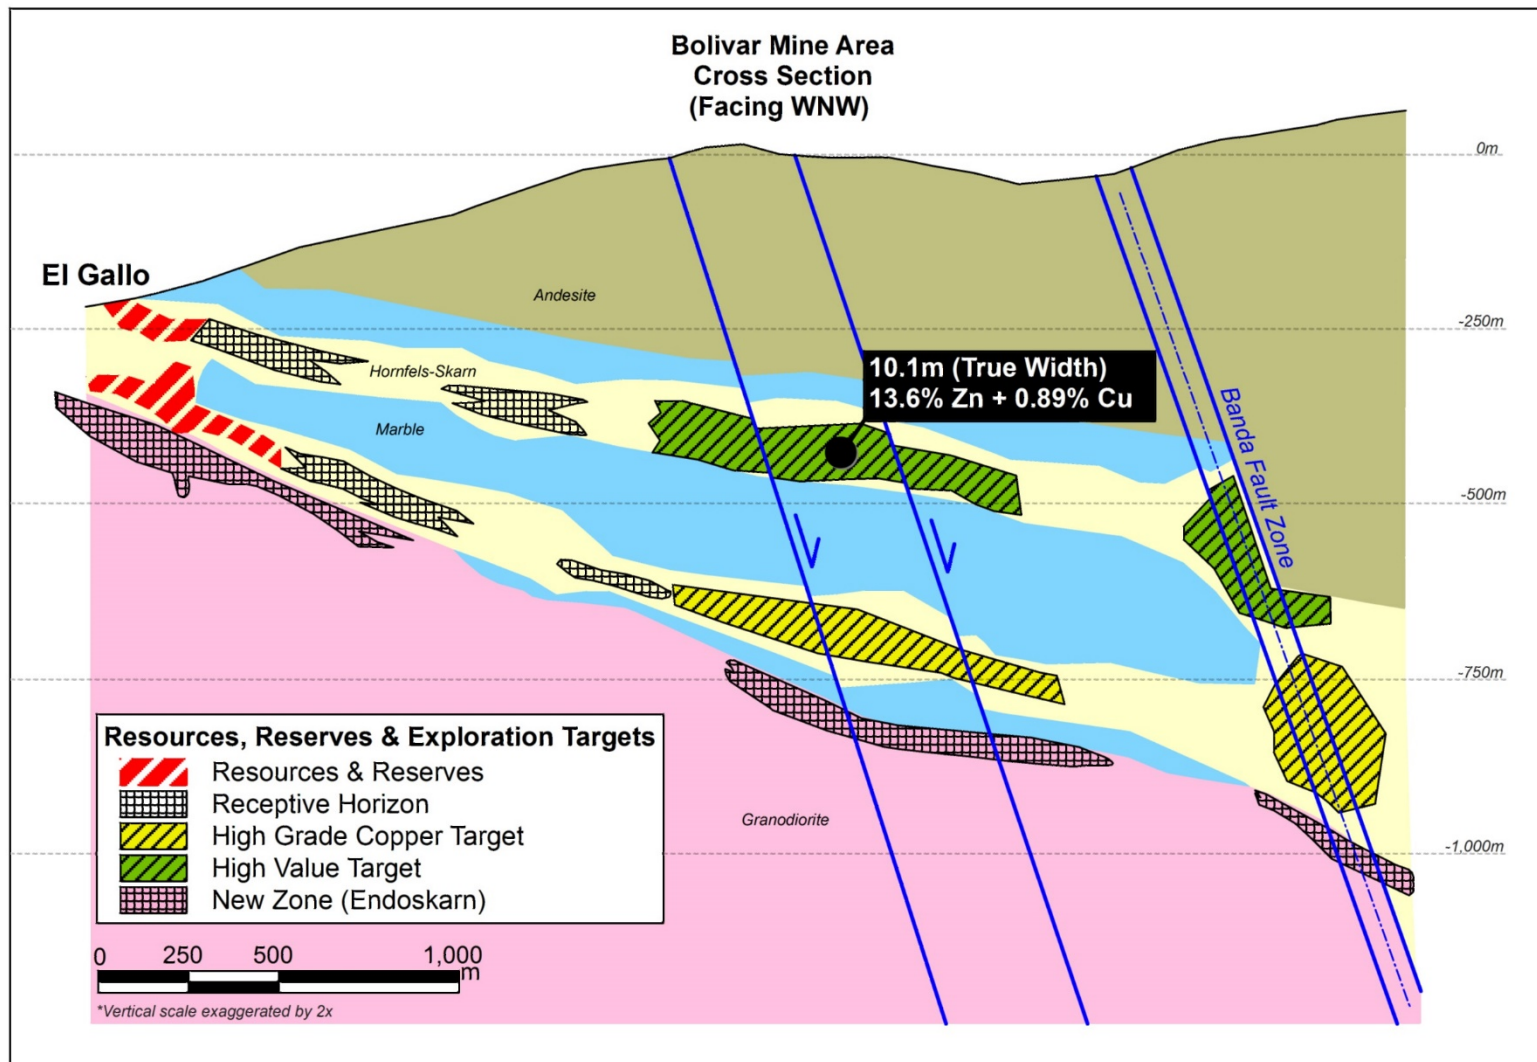 Bolivar Mine Area
Cross Section
(Facing WNW)
0m
El Gallo
Andesite
-250m
10.1m (True Width)
13.6% Zn + 0.89% Cu
Hornfels-Skarn
Marble
Banda Fault Zone
-500m
-750m
Resources, Reserves & Exploration Targets
Resources & Reserves
Receptive Horizon
High Grade Copper Target
High Value Target
New Zone (Endoskarn)
Granodiorite
-1,000m
0 250 500 1,000 m
*Vertical scale exaggerated by 2x